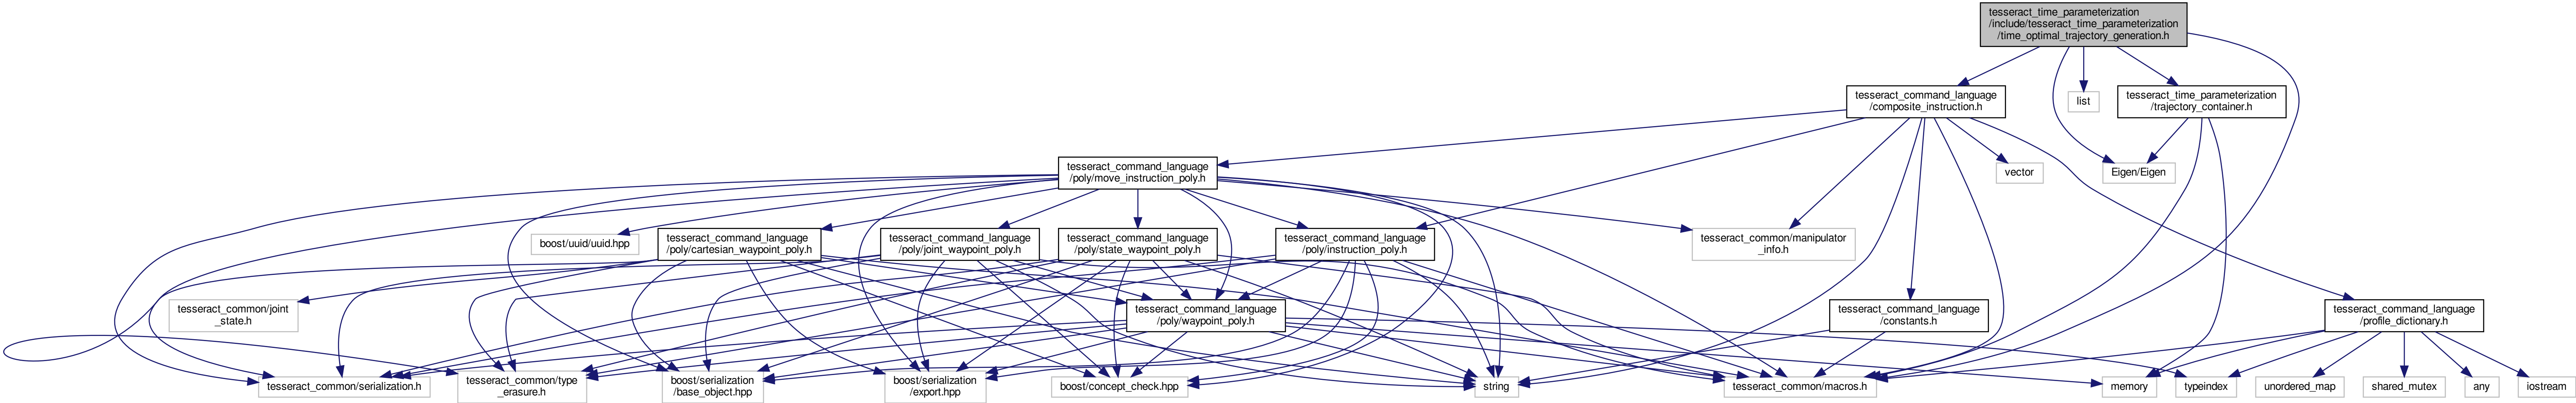 tesseract_time_parameterization
/include/tesseract_time_parameterization
/time_optimal_trajectory_generation.h
tesseract_command_language
/composite_instruction.h
list
tesseract_time_parameterization
/trajectory_container.h
tesseract_command_language
/poly/move_instruction_poly.h
vector
Eigen/Eigen
boost/uuid/uuid.hpp
tesseract_command_language
/poly/cartesian_waypoint_poly.h
tesseract_command_language
/poly/joint_waypoint_poly.h
tesseract_command_language
/poly/state_waypoint_poly.h
tesseract_command_language
/poly/instruction_poly.h
tesseract_common/manipulator
_info.h
tesseract_common/joint
_state.h
tesseract_command_language
/poly/waypoint_poly.h
tesseract_command_language
/constants.h
tesseract_command_language
/profile_dictionary.h
tesseract_common/serialization.h
tesseract_common/type
_erasure.h
boost/serialization
/base_object.hpp
boost/serialization
/export.hpp
boost/concept_check.hpp
string
tesseract_common/macros.h
memory
typeindex
unordered_map
shared_mutex
any
iostream